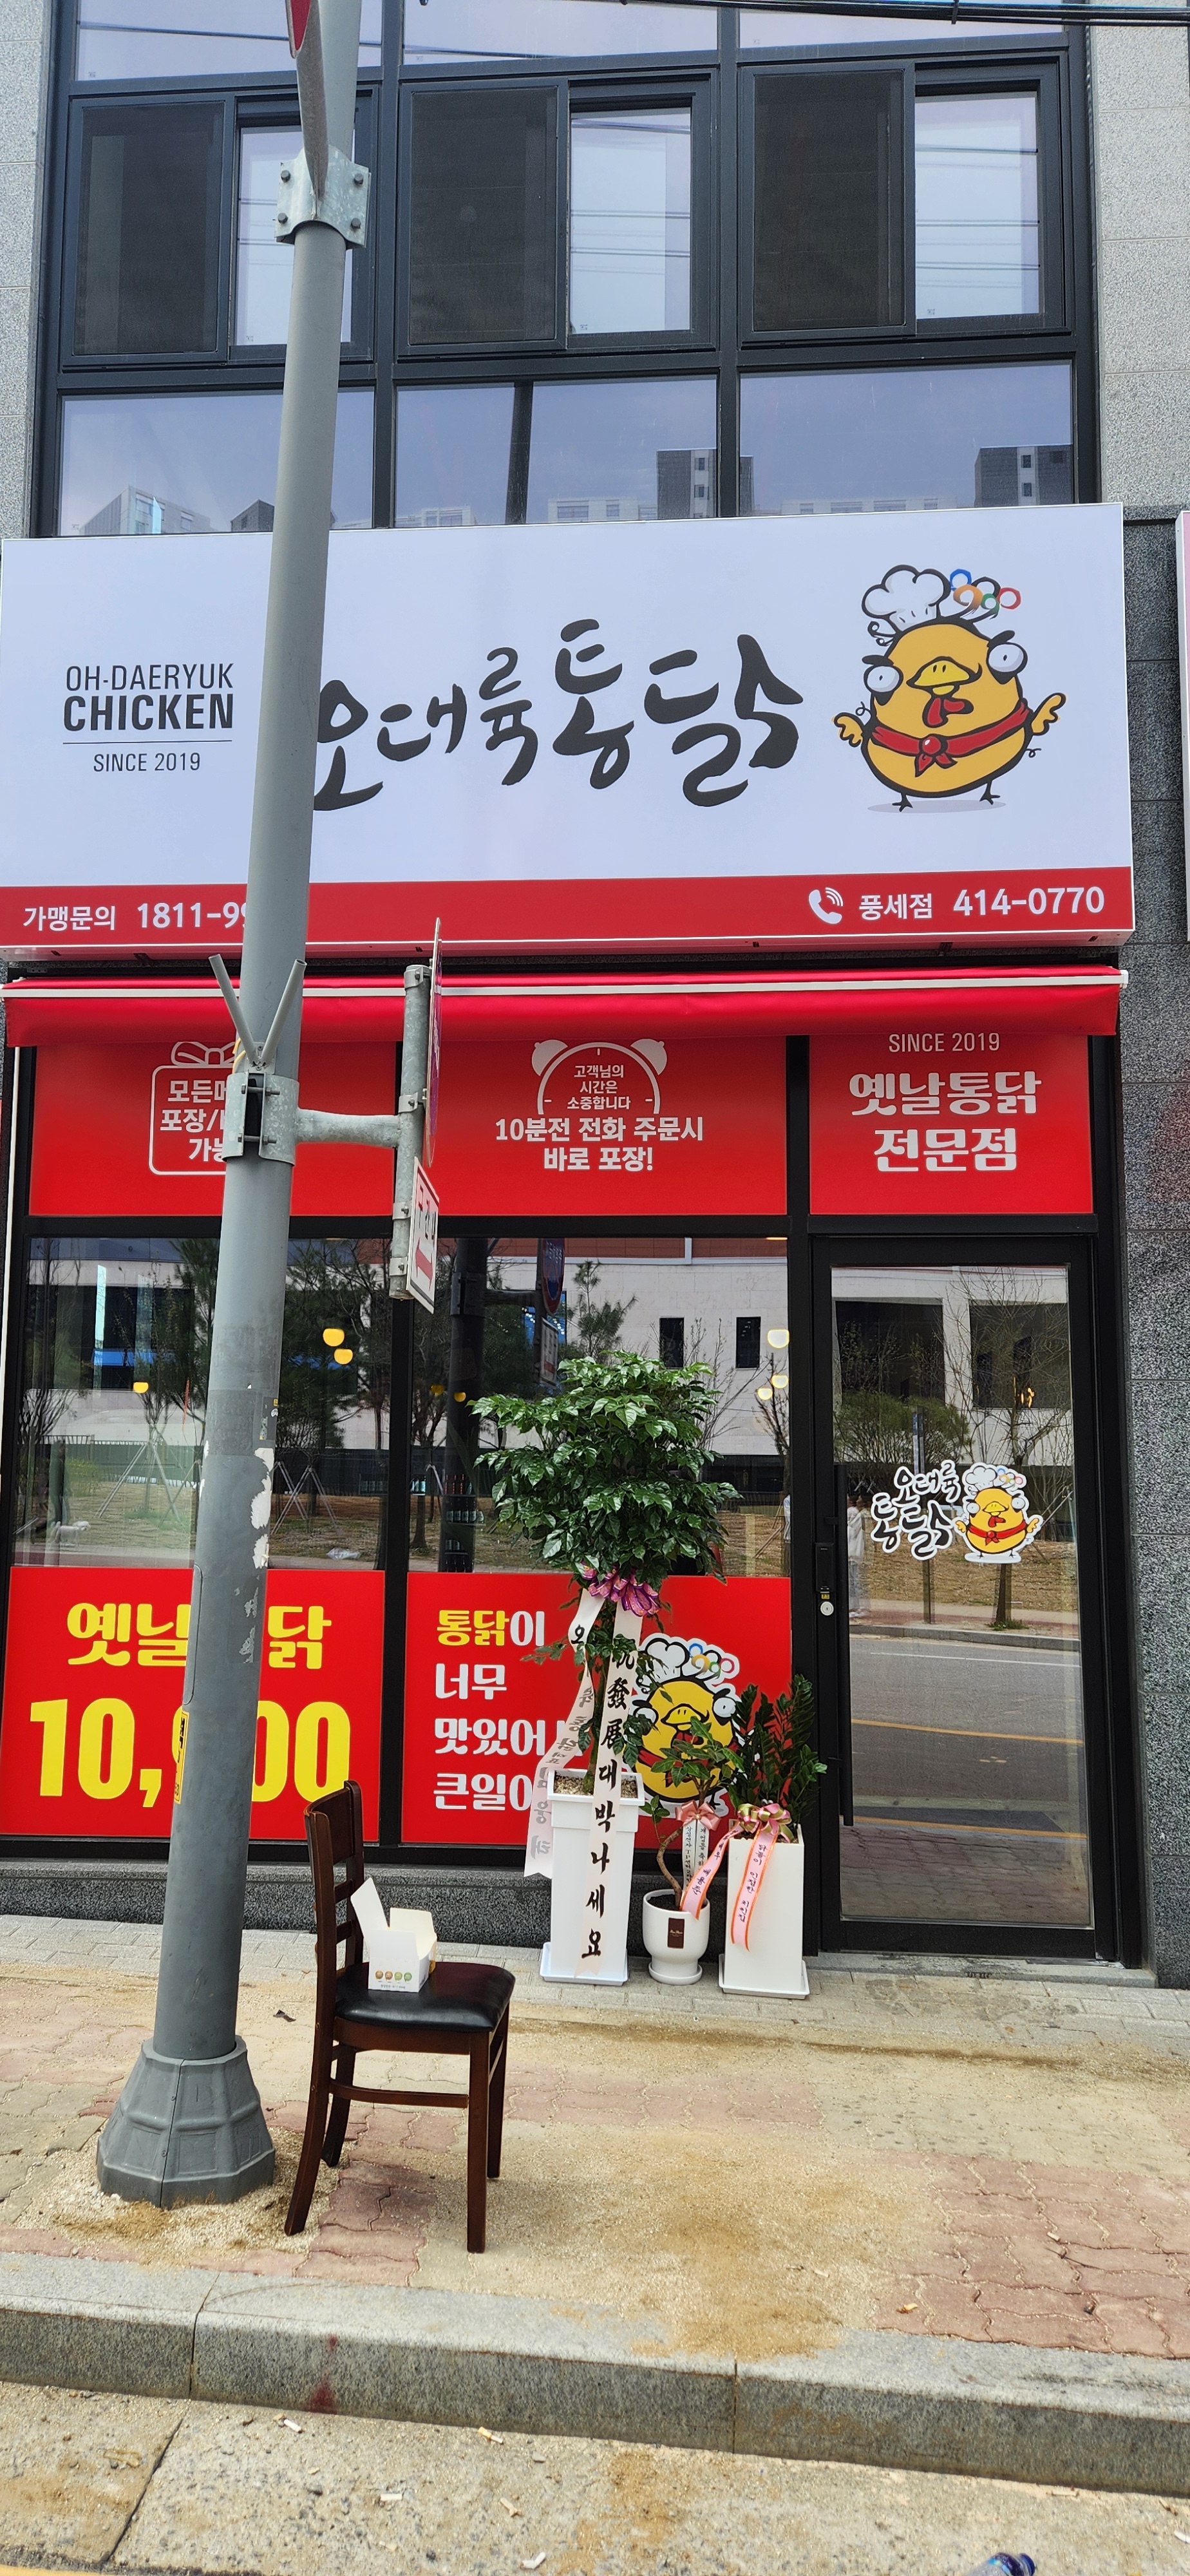 OH-DAERYUK
CHICKEN
SINCE 2019
오대륙통닭
가맹문의 1811-99
풍세점 414-0770
모든메
포장/
가능
고객님의
시간은
소중합니다
10분전 전화 주문시
바로 포장!
SINCE 2019
옛날통닭
전문점
오대륙
통닭
옛날 닭
10, 00
통닭이
너무
맛있어
큰일
祝發展대박나세요